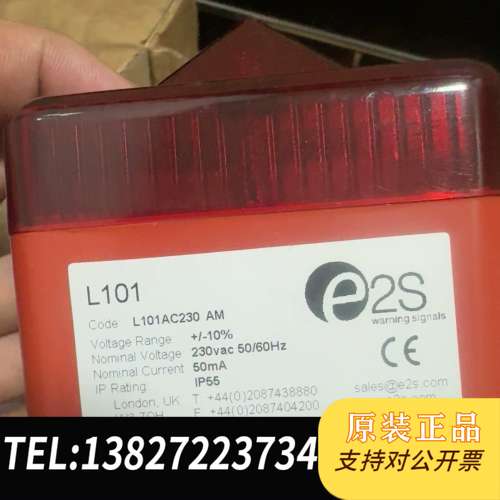 L101
e2S
warning signals
Code L101AC230 AM
Voltage Range +/-10%
Nominal Voltage 230vac 50/60Hz
Nominal Current 50mA
IP Rating: IP55
London, UK T +44(0)2087438880
F +44(0)2087404200
sales@e2s.com
CE
TEL:13827223734
原装正品
支持对公开票